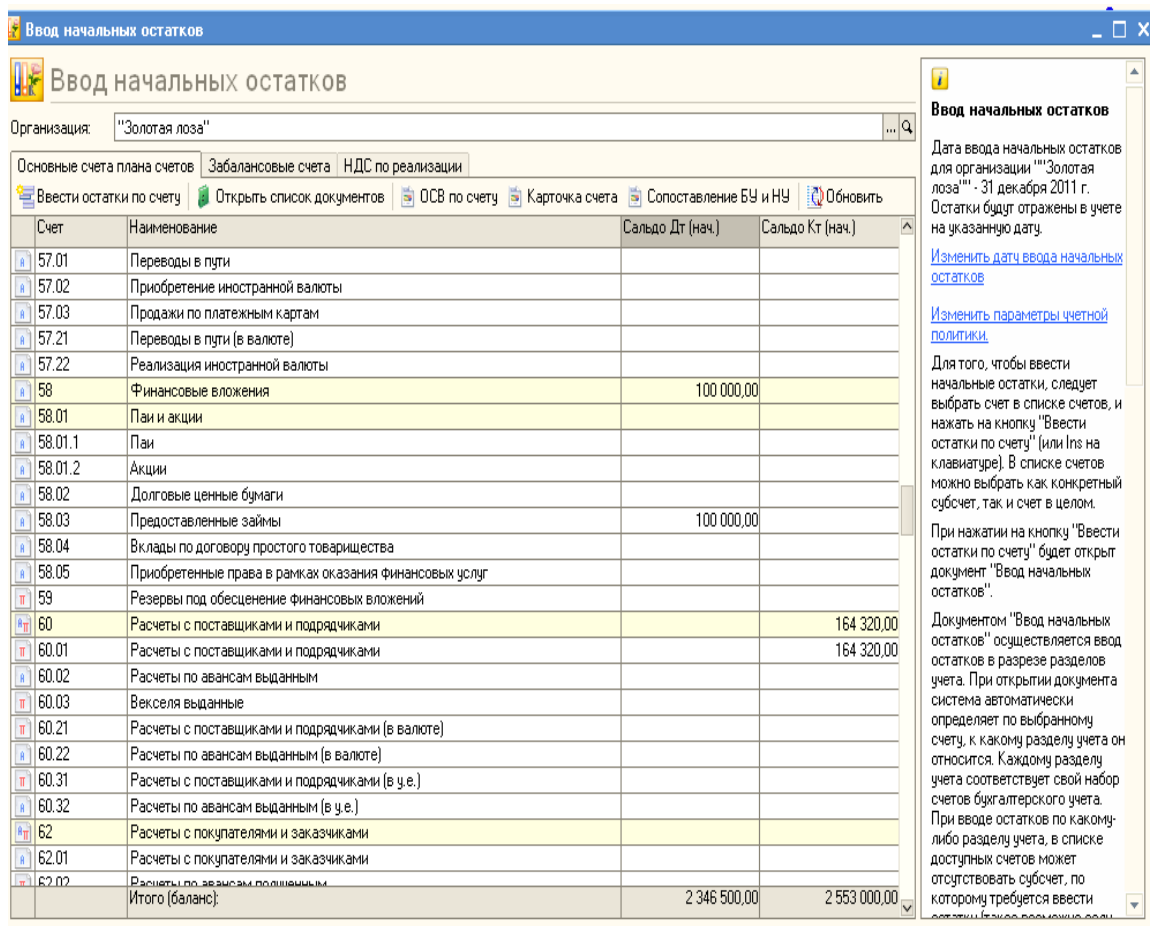 Ввод начальных остатков
Ввод начальных остатков
Организация: "Золотая лоза" ...
Основные счета плана счетов Забалансовые счета НДС по реализации
Ввести остатки по счету Открыть список документов ОСВ по счету Карточка счета Сопоставление БУ и НУ Обновить
Счет Наименование Сальдо Дт (нач.) Сальдо Кт (нач.)
57.01 Переводы в пути
57.02 Приобретение иностранной валюты
57.03 Продажи по платежным картам
57.21 Переводы в пути (в валюте)
57.22 Реализация иностранной валюты
58 Финансовые вложения 100 000,00
58.01 Паи и акции
58.01.1 Паи
58.01.2 Акции
58.02 Долговые ценные бумаги
58.03 Предоставленные займы 100 000,00
58.04 Вклады по договору простого товарищества
58.05 Приобретенные права в рамках оказания финансовых услуг
59 Резервы под обесценение финансовых вложений
60 Расчеты с поставщиками и подрядчиками 164 320,00
60.01 Расчеты с поставщиками и подрядчиками 164 320,00
60.02 Расчеты по авансам выданным
60.03 Векселя выданные
60.21 Расчеты с поставщиками и подрядчиками (в валюте)
60.22 Расчеты по авансам выданным (в валюте)
60.31 Расчеты с поставщиками и подрядчиками (в у.е.)
60.32 Расчеты по авансам выданным (в у.е.)
62 Расчеты с покупателями и заказчиками
62.01 Расчеты с покупателями и заказчиками
62.02 Расчеты по авансам полученным
Итого (баланс): 2 346 500,00 2 553 000,00
Ввод начальных остатков
Дата ввода начальных остатков
для организации ""Золотая
лоза"" - 31 декабря 2011 г.
Остатки будут отражены в учете
на указанную дату.
Изменить дату ввода начальных
остатков
Изменить параметры учетной
политики.
Для того, чтобы ввести
начальные остатки, следует
выбрать счет в списке счетов, и
нажать на кнопку "Ввести
остатки по счету" (или Ins на
клавиатуре). В списке счетов
можно выбрать как конкретный
субсчет, так и счет в целом.
При нажатии на кнопку "Ввести
остатки по счету" будет открыт
документ "Ввод начальных
остатков".
Документом "Ввод начальных
остатков" осуществляется ввод
остатков в разрезе разделов
учета. При открытии документа
система автоматически
определяет по выбранному
счету, к какому разделу учета он
относится. Каждому разделу
учета соответствует свой набор
счетов бухгалтерского учета.
При вводе остатков по какому-
либо разделу учета, в списке
доступных счетов может
отсутствовать субсчет, по
которому требуется ввести
остатки (такое возможно если